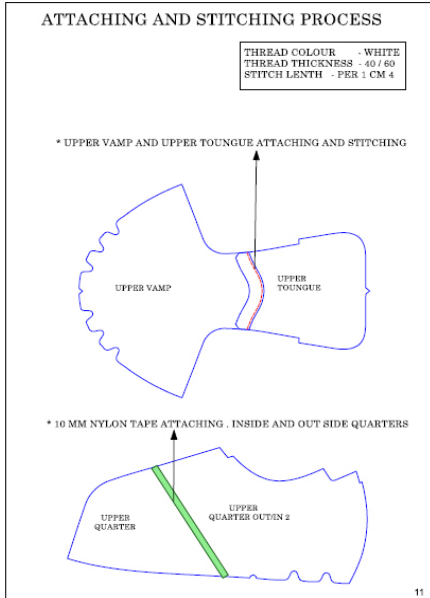 ATTACHING AND STITCHING PROCESS
THREAD COLOUR - WHITE
THREAD THICKNESS - 40 / 60
STITCH LENTH - PER 1 CM 4
* UPPER VAMP AND UPPER TOUNGUE ATTACHING AND STITCHING
UPPER VAMP
UPPER
TOUNGUE
* 10 MM NYLON TAPE ATTACHING . INSIDE AND OUT SIDE QUARTERS
UPPER
QUARTER
UPPER
QUARTER OUT/IN 2
11